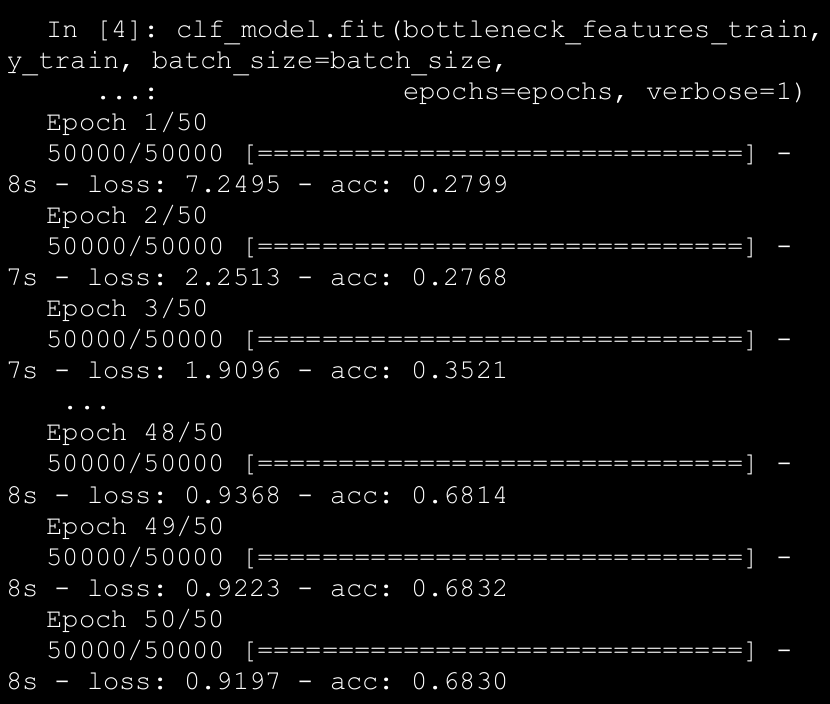 In [4]: clf_model.fit(bottleneck_features_train,
y_train, batch_size=batch_size,
...: epochs=epochs, verbose=1)
Epoch 1/50
50000/50000 [==============================] -
8s - loss: 7.2495 - acc: 0.2799
Epoch 2/50
50000/50000 [==============================] -
7s - loss: 2.2513 - acc: 0.2768
Epoch 3/50
50000/50000 [==============================] -
7s - loss: 1.9096 - acc: 0.3521
...
Epoch 48/50
50000/50000 [==============================] -
8s - loss: 0.9368 - acc: 0.6814
Epoch 49/50
50000/50000 [==============================] -
8s - loss: 0.9223 - acc: 0.6832
Epoch 50/50
50000/50000 [==============================] -
8s - loss: 0.9197 - acc: 0.6830